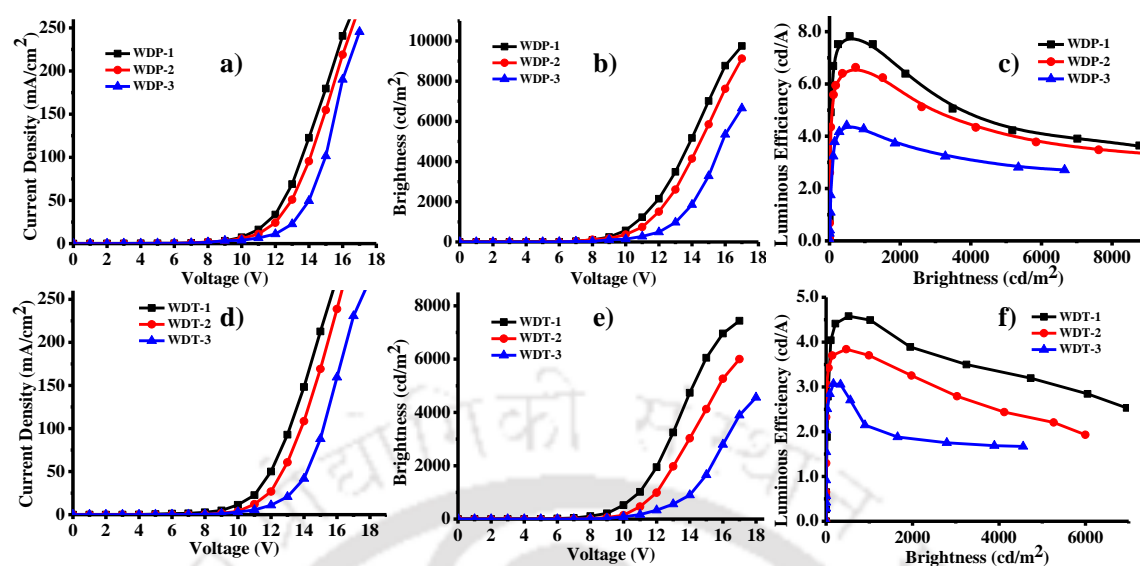 a)
WDP-1
WDP-2
WDP-3
Current Density (mA/cm2)
250
200
150
100
50
0
0 2 4 6 8 10 12 14 16 18
Voltage (V)
b)
WDP-1
WDP-2
WDP-3
Brightness (cd/m2)
10000
8000
6000
4000
2000
0
0 2 4 6 8 10 12 14 16 18
Voltage (V)
c)
WDP-1
WDP-2
WDP-3
Luminous Efficiency (cd/A)
8.0
6.0
4.0
2.0
0.0
0 2000 4000 6000 8000
Brightness (cd/m2)
d)
WDT-1
WDT-2
WDT-3
Current Density (mA/cm2)
250
200
150
100
50
0
0 2 4 6 8 10 12 14 16 18
Voltage (V)
e)
WDT-1
WDT-2
WDT-3
Brightness (cd/m2)
8000
6000
4000
2000
0
0 2 4 6 8 10 12 14 16 18
Voltage (V)
f)
WDT-1
WDT-2
WDT-3
Luminous Efficiency (cd/A)
5.0
4.0
3.0
2.0
1.0
0.0
0 2000 4000 6000
Brightness (cd/m2)